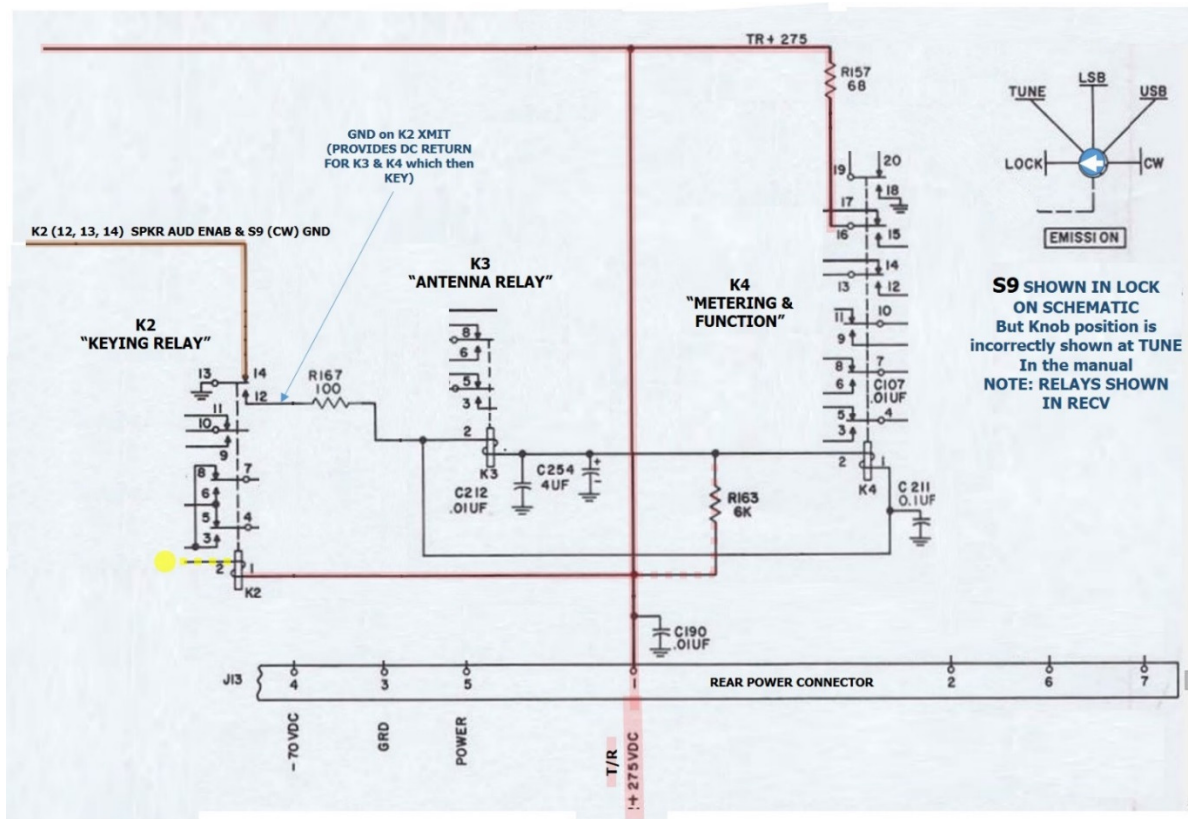 TR + 275
R157
68
LSB
TUNE
USB
LOCK
CW
EMISSION
GND on K2 XMIT
(PROVIDES DC RETURN
FOR K3 & K4 which then
KEY)
K2 (12, 13, 14) SPKR AUD ENAB & S9 (CW) GND
K3
"ANTENNA RELAY"
K4
"METERING &
FUNCTION"
K2
"KEYING RELAY"
S9 SHOWN IN LOCK
ON SCHEMATIC
But Knob position is
incorrectly shown at TUNE
In the manual
NOTE: RELAYS SHOWN
IN RECV
19
20
18
17
16
15
14
13
12
11
10
9
8
7
6
5
4
3
2
1
K4
C107
.01UF
C 211
0.1UF
8
6
5
3
2
1
K3
13
14
12
11
10
9
8
7
6
5
4
3
2
1
K2
R167
100
C212
.01UF
C254
4UF
+
-
R163
6K
C190
.01UF
J13
4
3
5
1
REAR POWER CONNECTOR
2
6
7
-70VDC
GRD
POWER
T/R
+ 275VDC